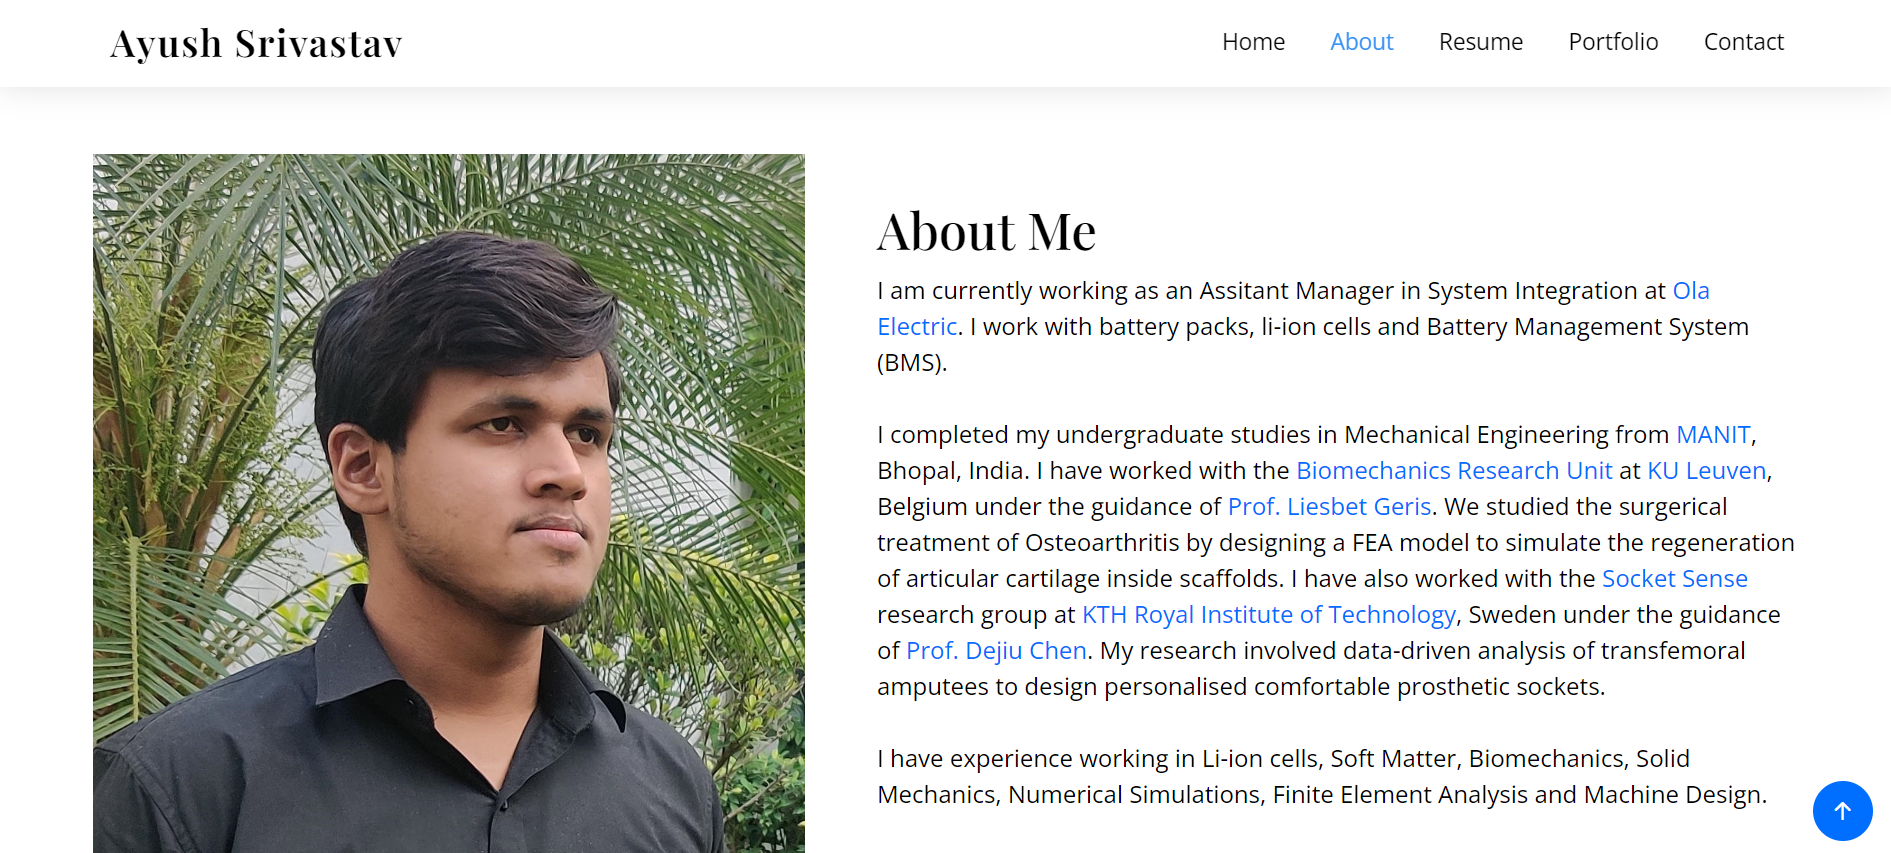 Ayush Srivastav
Home About Resume Portfolio Contact
About Me
I am currently working as an Assitant Manager in System Integration at Ola
Electric. I work with battery packs, li-ion cells and Battery Management System
(BMS).
I completed my undergraduate studies in Mechanical Engineering from MANIT,
Bhopal, India. I have worked with the Biomechanics Research Unit at KU Leuven,
Belgium under the guidance of Prof. Liesbet Geris. We studied the surgerical
treatment of Osteoarthritis by designing a FEA model to simulate the regeneration
of articular cartilage inside scaffolds. I have also worked with the Socket Sense
research group at KTH Royal Institute of Technology, Sweden under the guidance
of Prof. Dejiu Chen. My research involved data-driven analysis of transfemoral
amputees to design personalised comfortable prosthetic sockets.
I have experience working in Li-ion cells, Soft Matter, Biomechanics, Solid
Mechanics, Numerical Simulations, Finite Element Analysis and Machine Design.